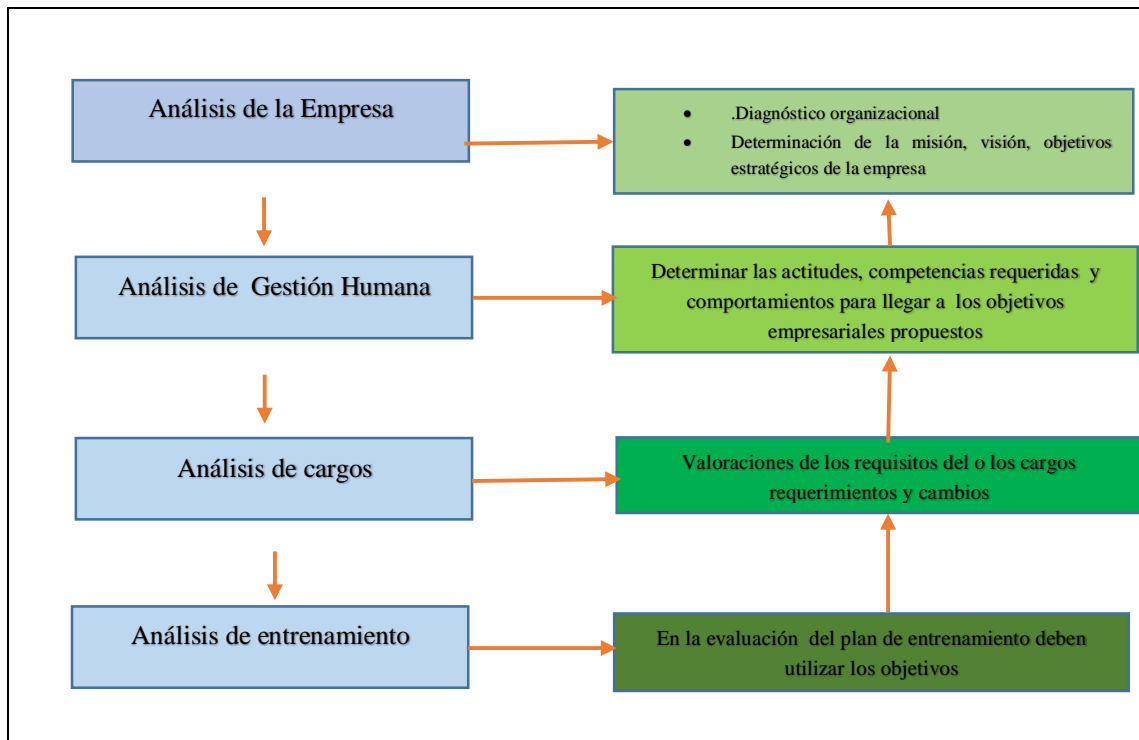 Análisis de la Empresa
• .Diagnóstico organizacional
• Determinación de la misión, visión, objetivos
estratégicos de la empresa
Análisis de Gestión Humana
Determinar las actitudes, competencias requeridas y
comportamientos para llegar a los objetivos
empresariales propuestos
Análisis de cargos
Valoraciones de los requisitos del o los cargos
requerimientos y cambios
Análisis de entrenamiento
En la evaluación del plan de entrenamiento deben
utilizar los objetivos